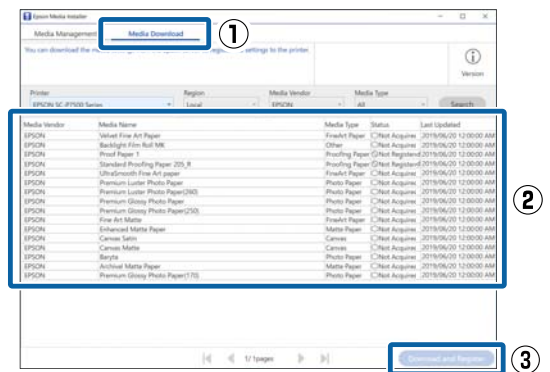 Epson Media Installer
Media Management Media Download
①
You can download the settings to the printer
Version
Printer Region Media Vendor Media Type
EPSON SC-P7500 Series Local EPSON All Search
Media Vendor Media Name Media Type Status Last Updated
EPSON Velvet Fine Art Paper FineArt Paper Not Acquired 2019/06/20 12:00:00 AM
EPSON Backlight Film Roll MK Other Not Acquired 2019/06/20 12:00:00 AM
EPSON Proof Paper 1 Proofing Paper Not Registered 2019/06/20 12:00:00 AM
EPSON Standard Proofing Paper 205_R Proofing Paper Not Registered 2019/06/20 12:00:00 AM
EPSON UltraSmooth Fine Art paper FineArt Paper Not Acquired 2019/06/20 12:00:00 AM
EPSON Premium Luster Photo Paper Photo Paper Not Acquired 2019/06/20 12:00:00 AM
EPSON Premium Luster Photo Paper(260) Photo Paper Not Acquired 2019/06/20 12:00:00 AM
EPSON Premium Glossy Photo Paper Photo Paper Not Acquired 2019/06/20 12:00:00 AM
EPSON Premium Glossy Photo Paper(250) Photo Paper Not Acquired 2019/06/20 12:00:00 AM
EPSON Fine Art Matte FineArt Paper Not Acquired 2019/06/20 12:00:00 AM
EPSON Enhanced Matte Paper Matte Paper Not Acquired 2019/06/20 12:00:00 AM
EPSON Canvas Satin Canvas Not Acquired 2019/06/20 12:00:00 AM
EPSON Canvas Matte Canvas Not Acquired 2019/06/20 12:00:00 AM
EPSON Baryta Photo Paper Not Acquired 2019/06/20 12:00:00 AM
EPSON Archival Matte Paper Matte Paper Not Acquired 2019/06/20 12:00:00 AM
EPSON Premium Glossy Photo Paper(170) Photo Paper Not Acquired 2019/06/20 12:00:00 AM
②
1/ 1pages
Download and Register
③